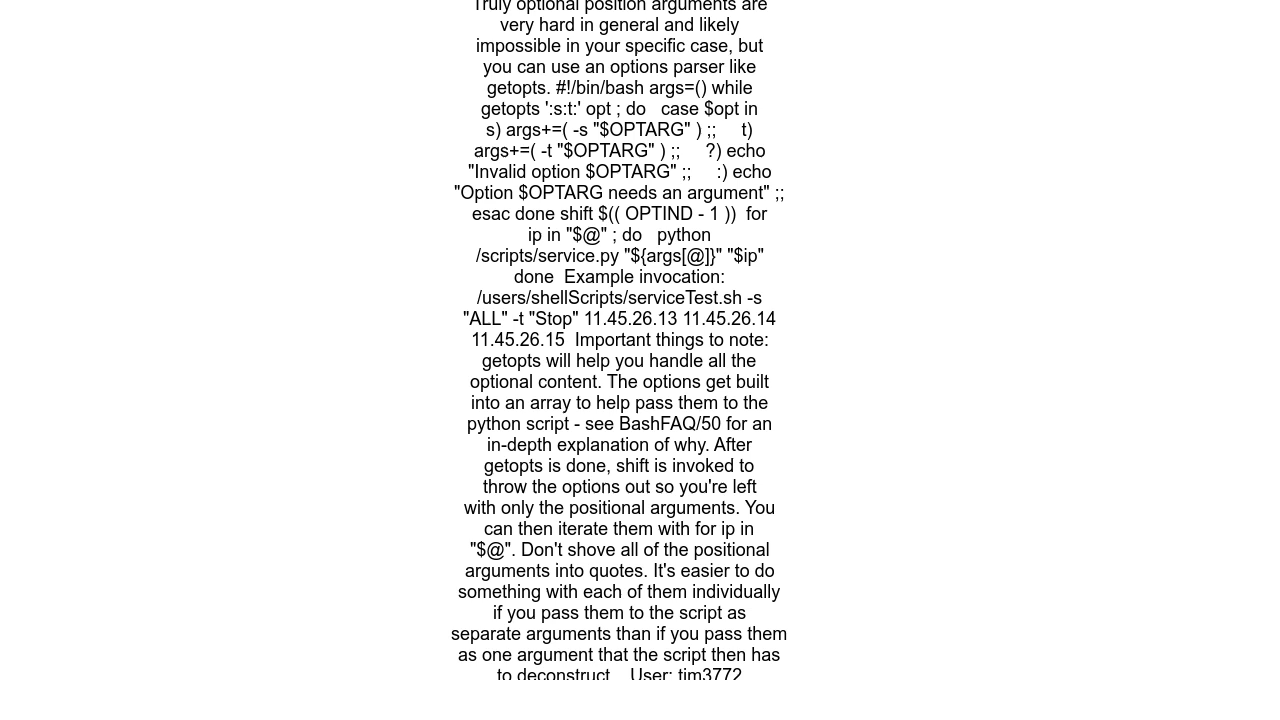 Truly optional position arguments are
very hard in general and likely
impossible in your specific case, but
you can use an options parser like
getopts. #!/bin/bash args=() while
getopts ':s:t:' opt ; do   case $opt in
s) args+=( -s "$OPTARG" ) ;;     t)
args+=( -t "$OPTARG" ) ;;     ?) echo
"Invalid option $OPTARG" ;;     :) echo
"Option $OPTARG needs an argument" ;;
esac done shift $(( OPTIND - 1 ))  for
ip in "$@" ; do   python
/scripts/service.py "${args[@]}" "$ip"
done  Example invocation:
/users/shellScripts/serviceTest.sh -s
"ALL" -t "Stop" 11.45.26.13 11.45.26.14
11.45.26.15  Important things to note:
getopts will help you handle all the
optional content. The options get built
into an array to help pass them to the
python script - see BashFAQ/50 for an
in-depth explanation of why. After
getopts is done, shift is invoked to
throw the options out so you're left
with only the positional arguments. You
can then iterate them with for ip in
"$@". Don't shove all of the positional
arguments into quotes. It's easier to do
something with each of them individually
if you pass them to the script as
separate arguments than if you pass them
as one argument that the script then has
to deconstruct    User: tim3772